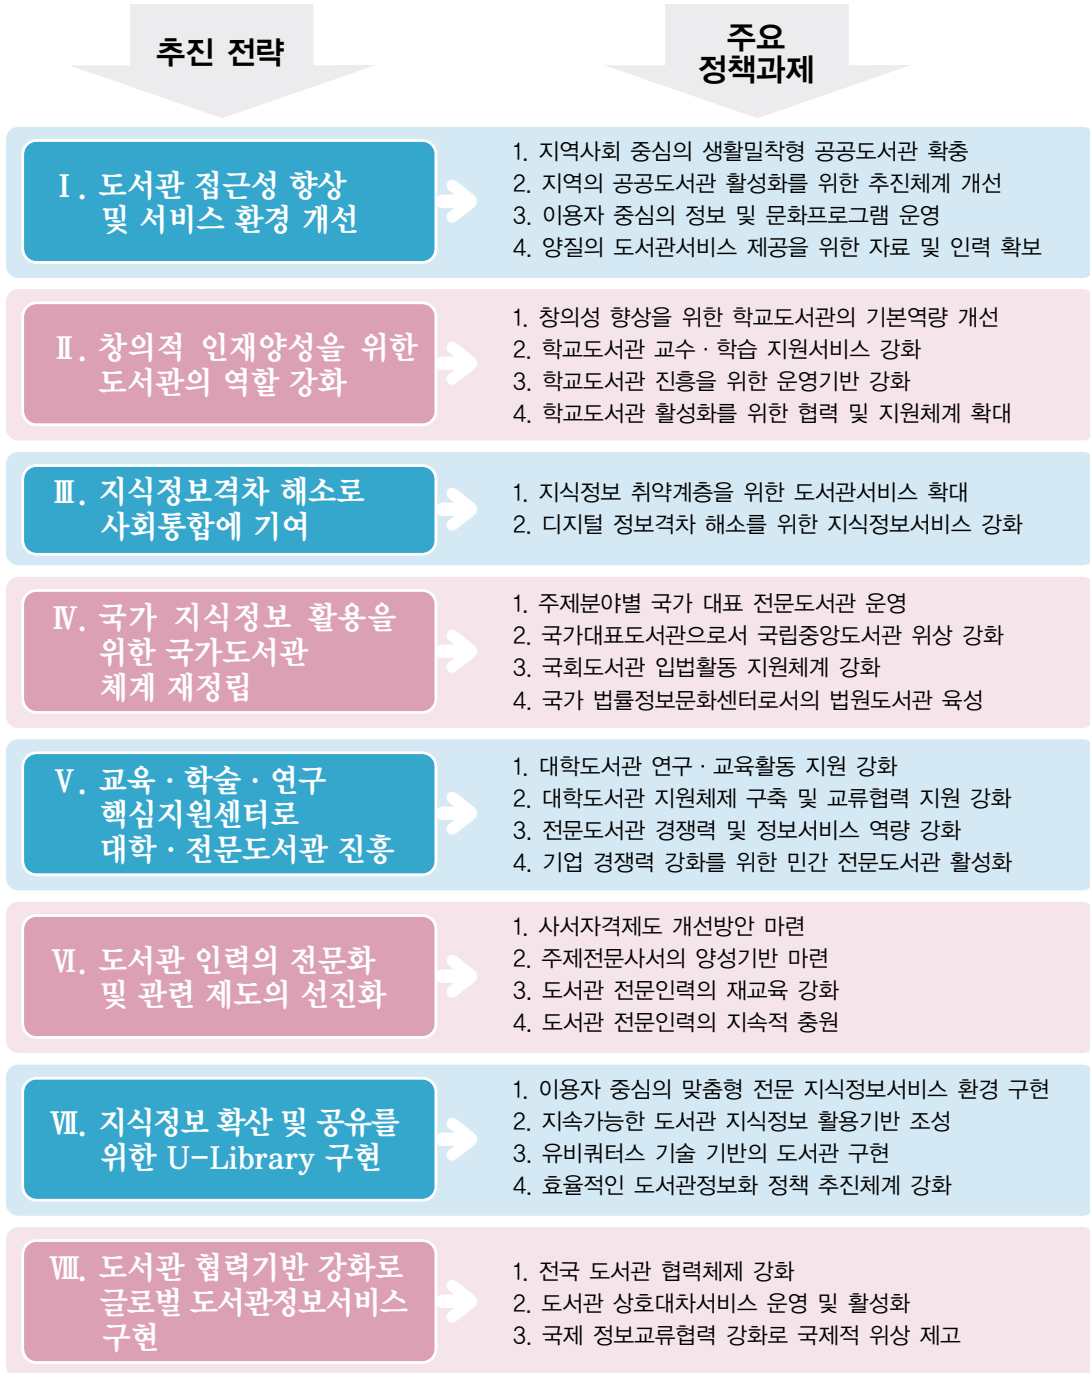 추진 전략
주요
정책과제
Ⅰ. 도서관 접근성 향상
및 서비스 환경 개선
1. 지역사회 중심의 생활밀착형 공공도서관 확충
2. 지역의 공공도서관 활성화를 위한 추진체계 개선
3. 이용자 중심의 정보 및 문화프로그램 운영
4. 양질의 도서관서비스 제공을 위한 자료 및 인력 확보
Ⅱ. 창의적 인재양성을 위한
도서관의 역할 강화
1. 창의성 향상을 위한 학교도서관의 기본역량 개선
2. 학교도서관 교수 · 학습 지원서비스 강화
3. 학교도서관 진흥을 위한 운영기반 강화
4. 학교도서관 활성화를 위한 협력 및 지원체계 확대
Ⅲ. 지식정보격차 해소로
사회통합에 기여
1. 지식정보 취약계층을 위한 도서관서비스 확대
2. 디지털 정보격차 해소를 위한 지식정보서비스 강화
Ⅳ. 국가 지식정보 활용을
위한 국가도서관
체계 재정립
1. 주제분야별 국가 대표 전문도서관 운영
2. 국가대표도서관으로서 국립중앙도서관 위상 강화
3. 국회도서관 입법활동 지원체계 강화
4. 국가 법률정보문화센터로서의 법원도서관 육성
Ⅴ. 교육 · 학술 · 연구
핵심지원센터로
대학 · 전문도서관 진흥
1. 대학도서관 연구 · 교육활동 지원 강화
2. 대학도서관 지원체제 구축 및 교류협력 지원 강화
3. 전문도서관 경쟁력 및 정보서비스 역량 강화
4. 기업 경쟁력 강화를 위한 민간 전문도서관 활성화
Ⅵ. 도서관 인력의 전문화
및 관련 제도의 선진화
1. 사서자격제도 개선방안 마련
2. 주제전문사서의 양성기반 마련
3. 도서관 전문인력의 재교육 강화
4. 도서관 전문인력의 지속적 충원
Ⅶ. 지식정보 확산 및 공유를
위한 U-Library 구현
1. 이용자 중심의 맞춤형 전문 지식정보서비스 환경 구현
2. 지속가능한 도서관 지식정보 활용기반 조성
3. 유비쿼터스 기술 기반의 도서관 구현
4. 효율적인 도서관정보화 정책 추진체계 강화
Ⅷ. 도서관 협력기반 강화로
글로벌 도서관정보서비스
구현
1. 전국 도서관 협력체제 강화
2. 도서관 상호대차서비스 운영 및 활성화
3. 국제 정보교류협력 강화로 국제적 위상 제고